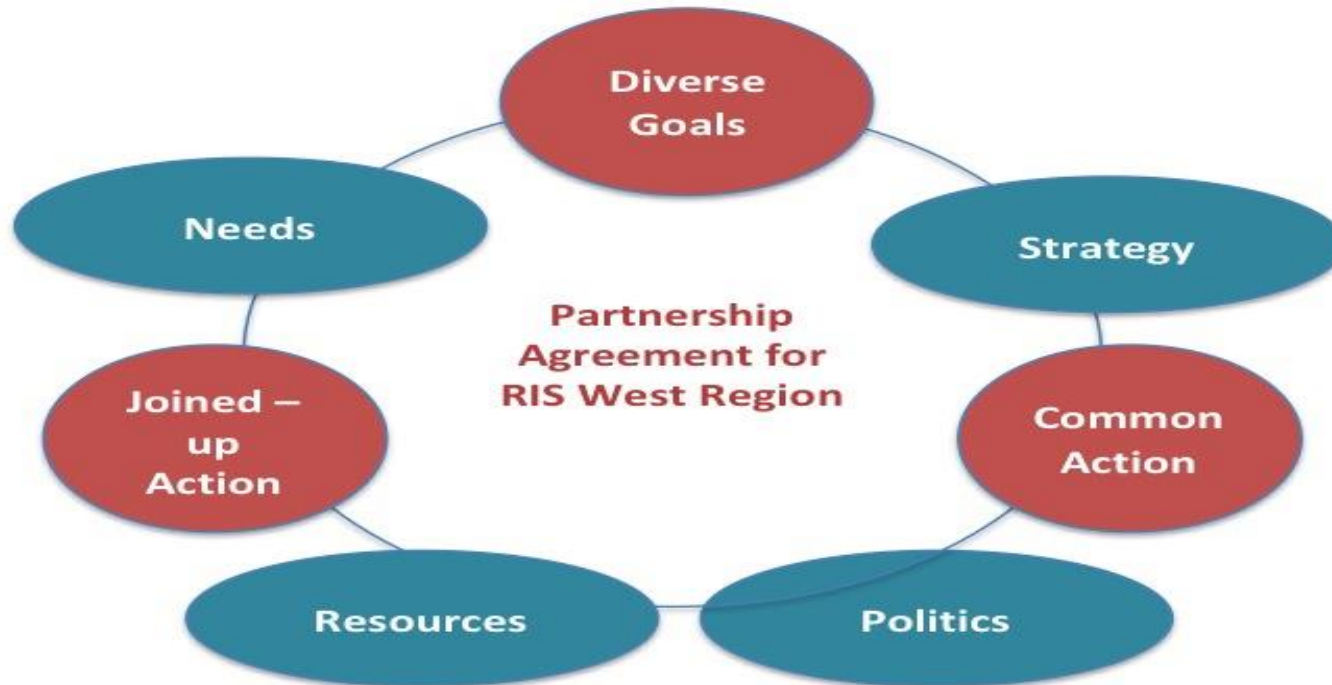 Diverse
Goals
Needs
Strategy
Partnership
Agreement for
RIS West Region
Joined –
up
Action
Common
Action
Resources
Politics